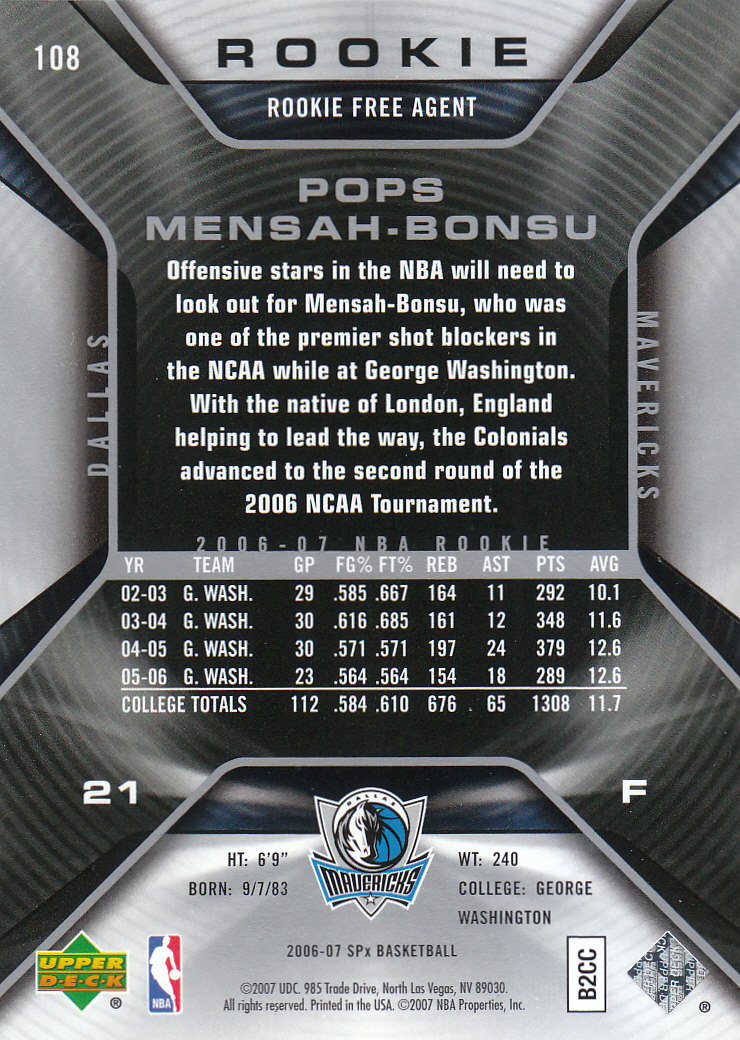 108
ROOKIE
ROOKIE FREE AGENT
POPS
MENSAH-BONSU
Offensive stars in the NBA will need to
look out for Mensah-Bonsu, who was
one of the premier shot blockers in
the NCAA while at George Washington.
With the native of London, England
helping to lead the way, the Colonials
advanced to the second round of the
2006 NCAA Tournament.
DALLAS
MAVERICKS
2006-07 NBA ROOKIE
YR TEAM GP FG% FT% REB AST PTS AVG
02-03 G. WASH. 29 .585 .667 164 11 292 10.1
03-04 G. WASH. 30 .616 .685 161 12 348 11.6
04-05 G. WASH. 30 .571 .571 197 24 379 12.6
05-06 G. WASH. 23 .564 .564 154 18 289 12.6
COLLEGE TOTALS 112 .584 .610 676 65 1308 11.7
21
F
DALLAS
MAVERICKS
HT: 6'9" WT: 240
BORN: 9/7/83 COLLEGE: GEORGE
WASHINGTON
2006-07 SPx BASKETBALL
UPPER
D·E·C·K
®
NBA
©2007 UDC. 985 Trade Drive, North Las Vegas, NV 89030.
All rights reserved. Printed in the USA. ©2007 NBA Properties, Inc.
B2CC
®